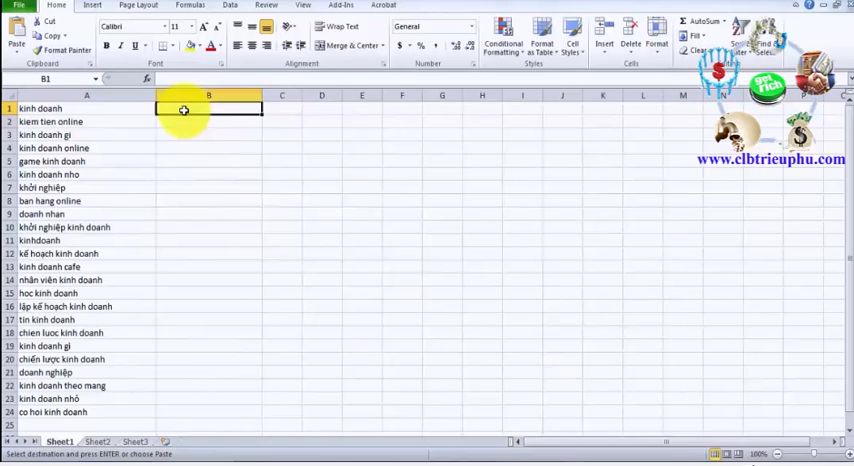 File Home Insert Page Layout Formulas Data Review View Add-Ins Acrobat
Cut Calibri 11 Wrap Text General AutoSum
Copy Fill
Paste Format Painter Merge & Center Conditional Formatting Format as Table Cell Styles Insert Delete Format Clear
Clipboard Font Alignment Number Styles Cells
get rich
B1 fx
www.clbtrieuphu.com
A B C D E F G H I J K L M N
1 kinh doanh
2 kiem tien online
3 kinh doanh gi
4 kinh doanh online
5 game kinh doanh
6 kinh doanh nho
7 khởi nghiệp
8 ban hang online
9 doanh nhan
10 khởi nghiệp kinh doanh
11 kinhdoanh
12 kế hoạch kinh doanh
13 kinh doanh cafe
14 nhân viên kinh doanh
15 hoc kinh doanh
16 lập kế hoạch kinh doanh
17 tin kinh doanh
18 chien luoc kinh doanh
19 kinh doanh gì
20 chiến lược kinh doanh
21 doanh nghiệp
22 kinh doanh theo mang
23 kinh doanh nhỏ
24 co hoi kinh doanh
25
Sheet1 Sheet2 Sheet3
Select destination and press ENTER or choose Paste 100%